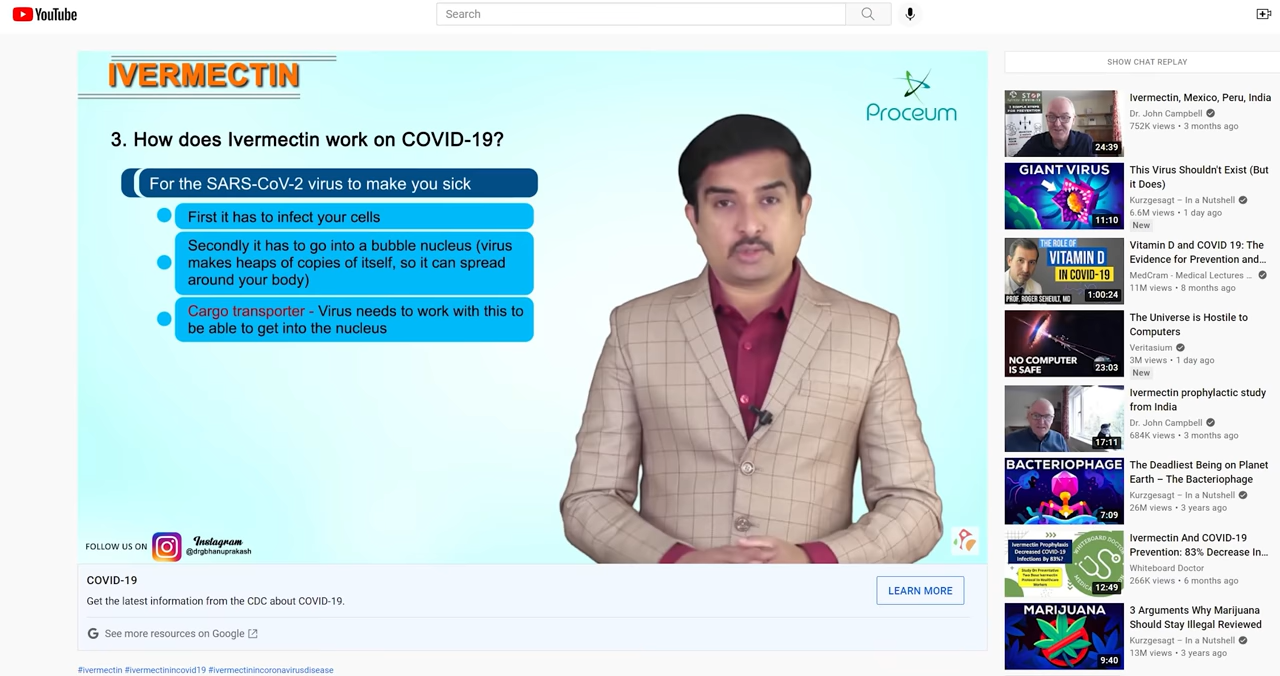 YouTube
Search
SHOW CHAT REPLAY
IVERMECTIN
Proceum
3. How does Ivermectin work on COVID-19?
For the SARS-CoV-2 virus to make you sick
First it has to infect your cells
Secondly it has to go into a bubble nucleus (virus
makes heaps of copies of itself, so it can spread
around your body)
Cargo transporter - Virus needs to work with this to
be able to get into the nucleus
FOLLOW US ON
Instagram
@drgbhanuprakash
COVID-19
Get the latest information from the CDC about COVID-19.
LEARN MORE
See more resources on Google
#ivermectin #ivermectinincovid19 #ivermectinincoronavirusdisease
STOP
24:39
Ivermectin, Mexico, Peru, India
Dr. John Campbell
752K views • 3 months ago
GIANT VIRUS
11:10
This Virus Shouldn't Exist (But
it Does)
Kurzgesagt – In a Nutshell
6.6M views • 1 day ago
New
THE ROLE OF
VITAMIN D
IN COVID-19
PROF. ROGER SEHEULT, MD
1:00:24
Vitamin D and COVID 19: The
Evidence for Prevention and...
MedCram - Medical Lectures ...
11M views • 8 months ago
NO COMPUTER
IS SAFE
23:03
The Universe is Hostile to
Computers
Veritasium
3M views • 1 day ago
New
17:11
Ivermectin prophylactic study
from India
Dr. John Campbell
684K views • 3 months ago
BACTERIOPHAGE
7:09
The Deadliest Being on Planet
Earth – The Bacteriophage
Kurzgesagt – In a Nutshell
26M views • 3 years ago
Ivermectin Prophylaxis
Decreased COVID-19
Infections By 83%?
WHITEBOARD DOCTOR
12:49
Ivermectin And COVID-19
Prevention: 83% Decrease In...
Whiteboard Doctor
266K views • 6 months ago
MARIJUANA
9:40
3 Arguments Why Marijuana
Should Stay Illegal Reviewed
Kurzgesagt – In a Nutshell
13M views • 3 years ago